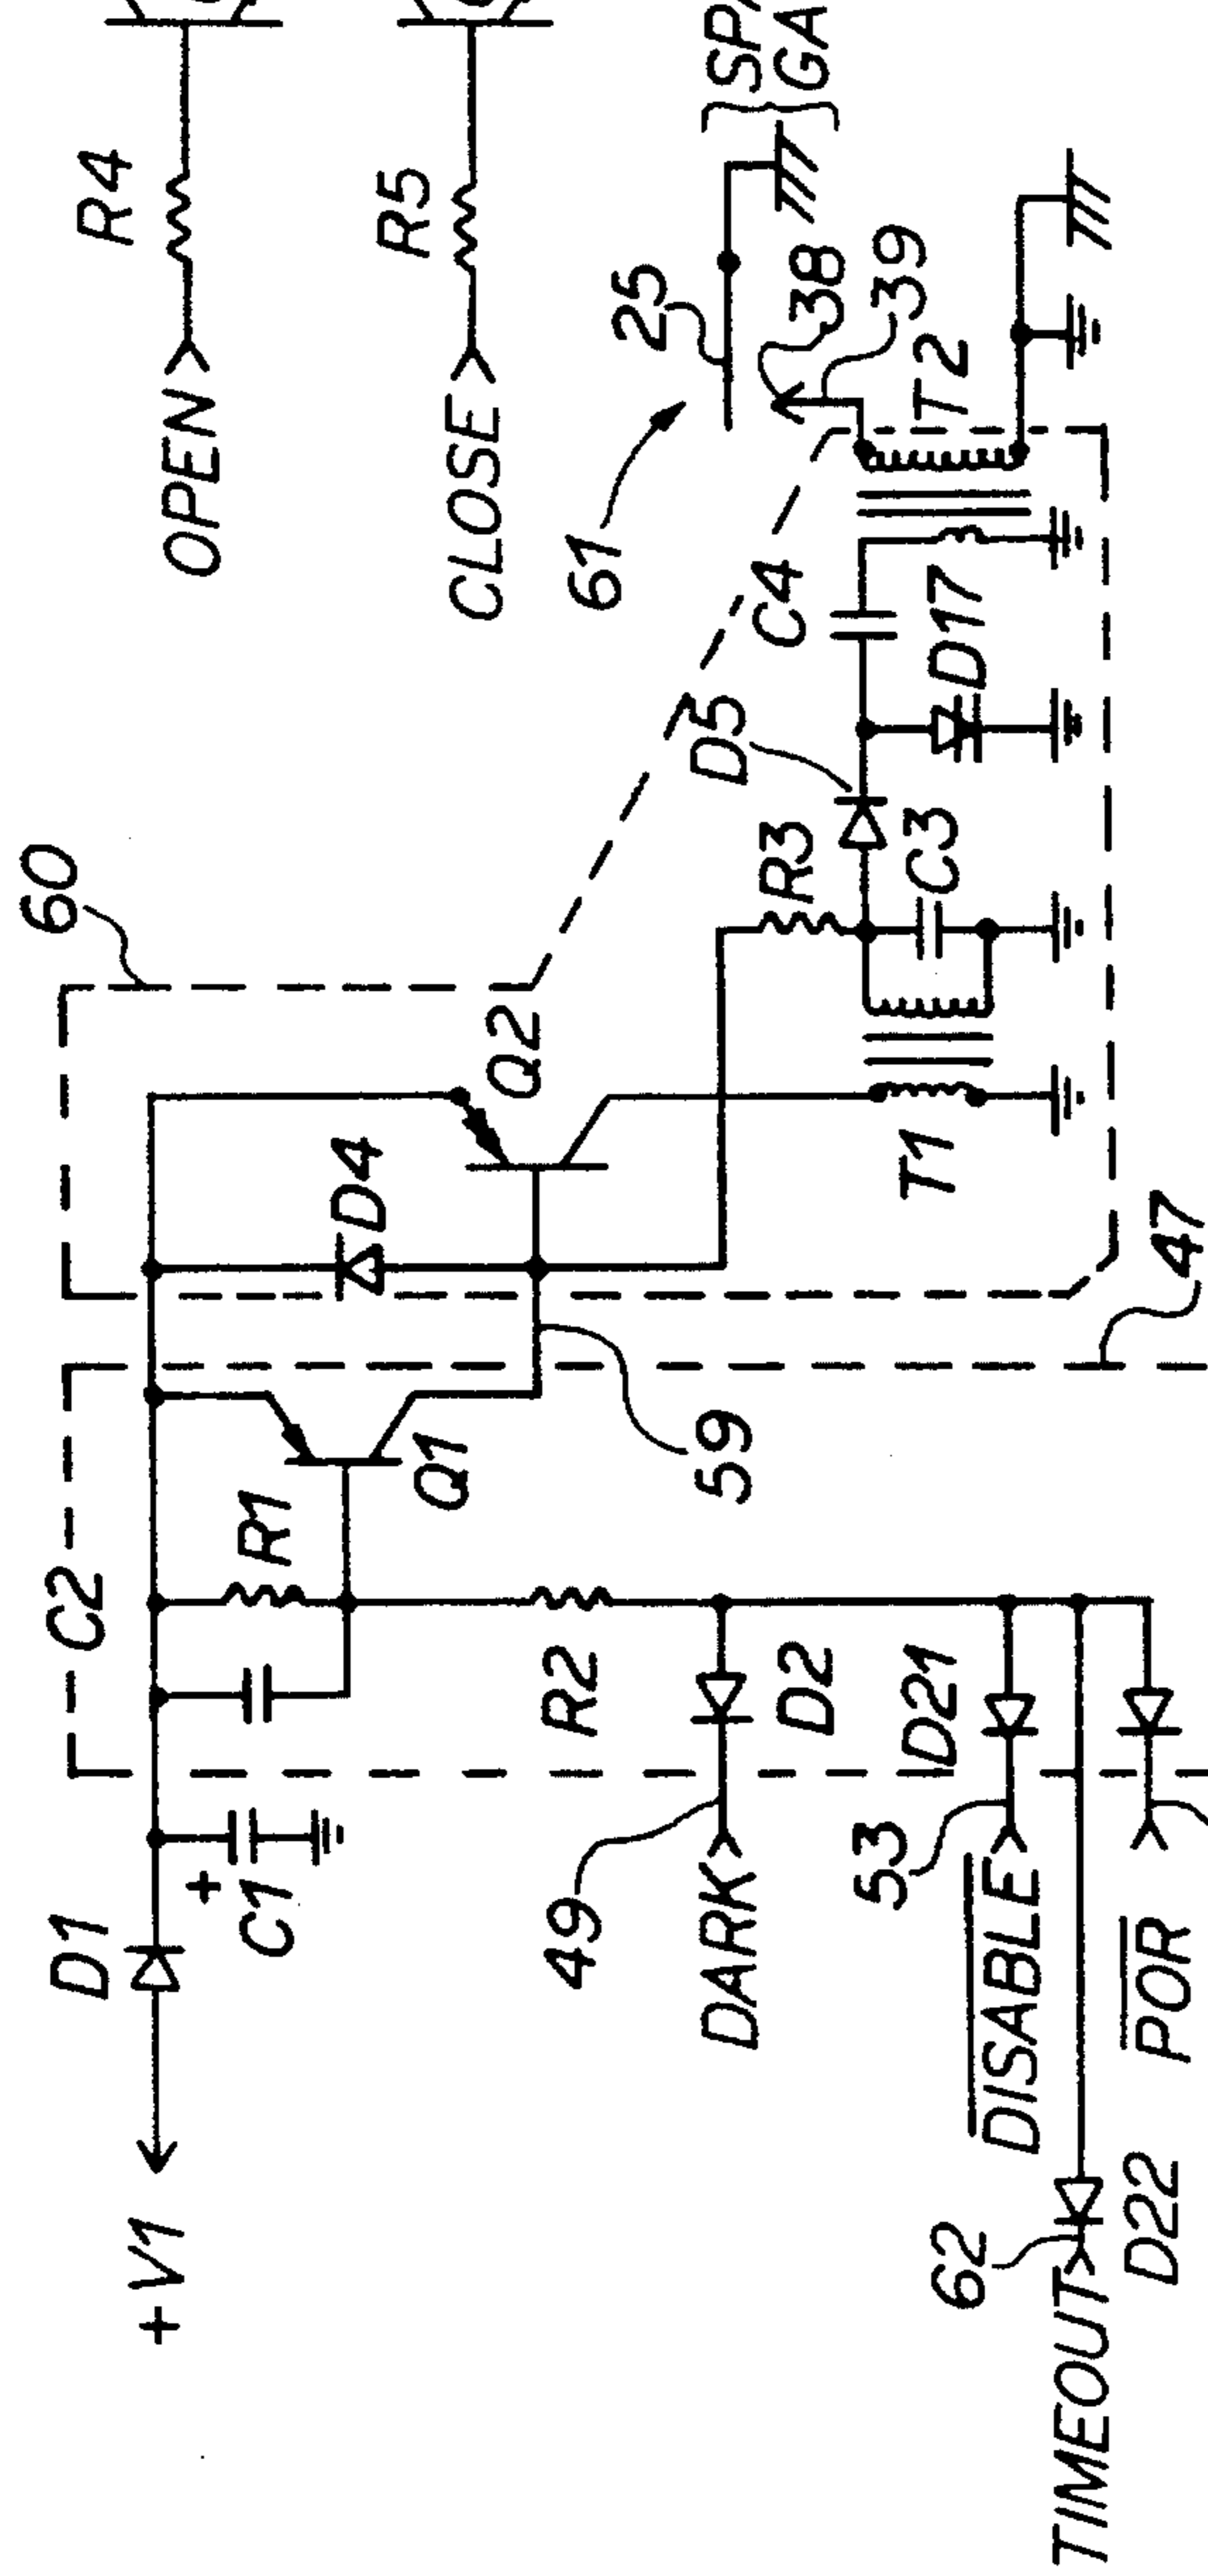 +V1
D1
C1
+
C2
R1
Q1
60
D4
Q2
OPEN
R4
CLOSE
R5
R2
49
DARK
D2
59
61
25
38
39
R3
D5
C4
C3
D17
T2
T1
53
DISABLE
D21
47
62
TIMEOUT
D22
POR